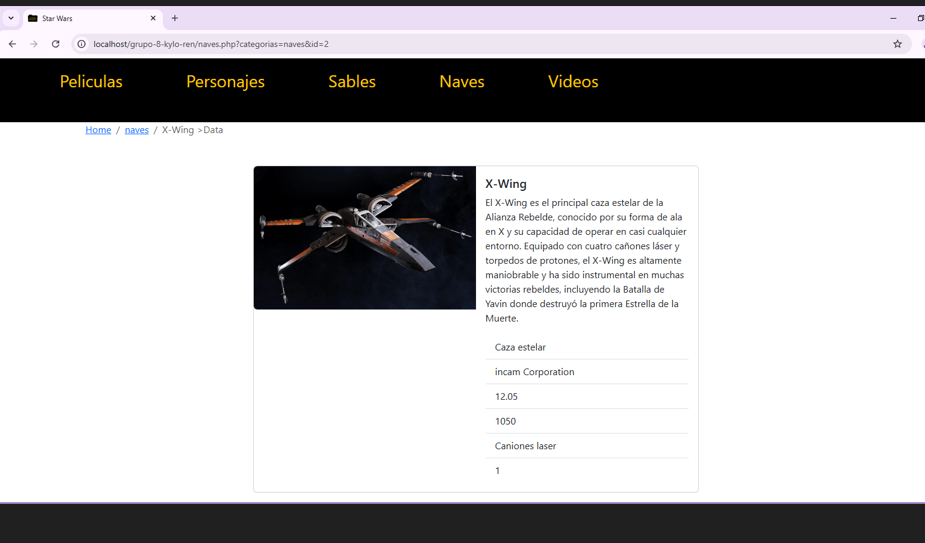 Star Wars
localhost/grupo-8-kylo-ren/naves.php?categorias=naves&id=2
Peliculas Personajes Sables Naves Videos
Home / naves / X-Wing >Data
X-Wing
El X-Wing es el principal caza estelar de la
Alianza Rebelde, conocido por su forma de ala
en X y su capacidad de operar en casi cualquier
entorno. Equipado con cuatro cañones láser y
torpedos de protones, el X-Wing es altamente
maniobrable y ha sido instrumental en muchas
victorias rebeldes, incluyendo la Batalla de
Yavin donde destruyó la primera Estrella de la
Muerte.
Caza estelar
incam Corporation
12.05
1050
Caniones laser
1